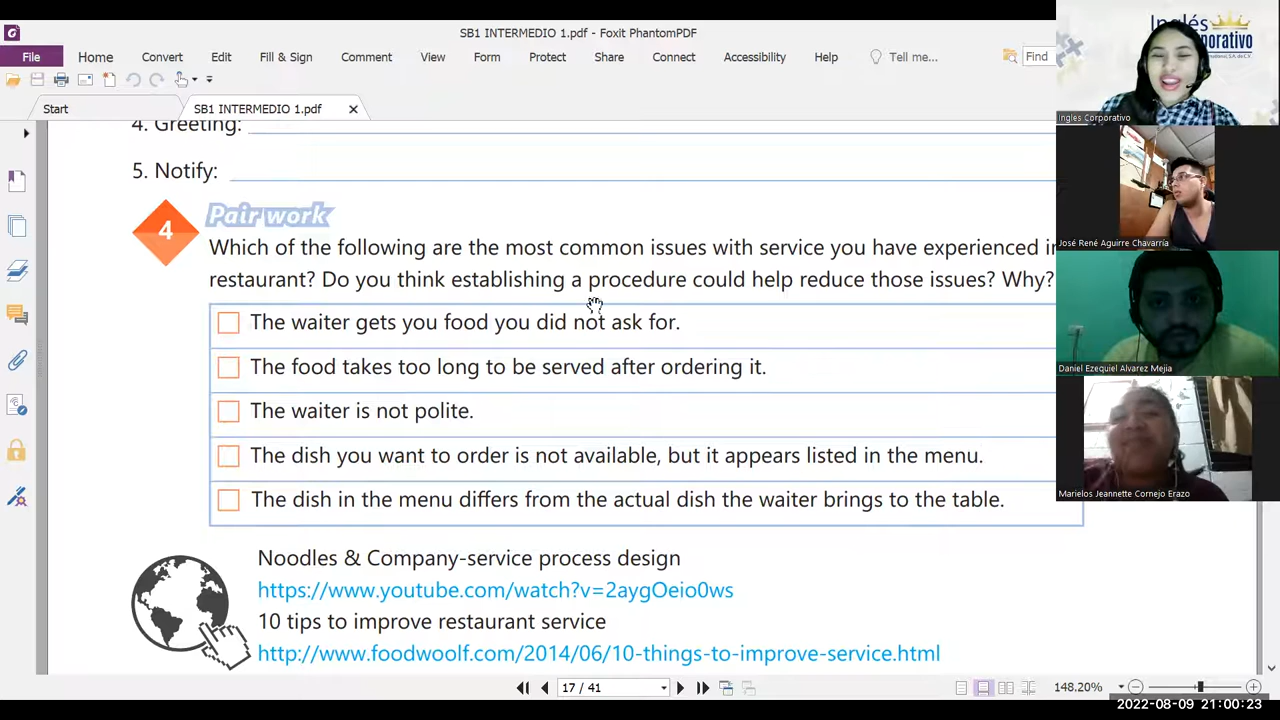 SB1 INTERMEDIO 1.pdf - Foxit PhantomPDF
File Home Convert Edit Fill & Sign Comment View Form Protect Share Connect Accessibility Help Tell me... Find
Start SB1 INTERMEDIO 1.pdf
4. Greeting:
5. Notify:
4 Pair work
Which of the following are the most common issues with service you have experienced in
restaurant? Do you think establishing a procedure could help reduce those issues? Why?
The waiter gets you food you did not ask for.
The food takes too long to be served after ordering it.
The waiter is not polite.
The dish you want to order is not available, but it appears listed in the menu.
The dish in the menu differs from the actual dish the waiter brings to the table.
Noodles & Company-service process design
https://www.youtube.com/watch?v=2aygOeio0ws
10 tips to improve restaurant service
http://www.foodwoolf.com/2014/06/10-things-to-improve-service.html
17 / 41
148.20%
2022-08-09 21:00:23
Inglés
Ingles Corporativo
José René Aguirre Chavarría
Daniel Ezequiel Alvarez Mejia
Marielos Jeannette Cornejo Erazo